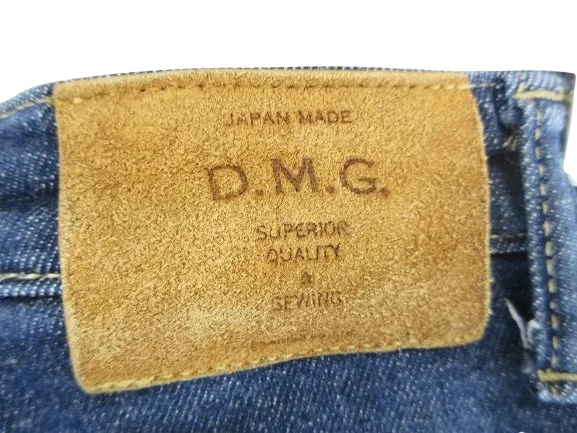 JAPAN MADE
D.M.G.
SUPERIOR
QUALITY
&
SEWING